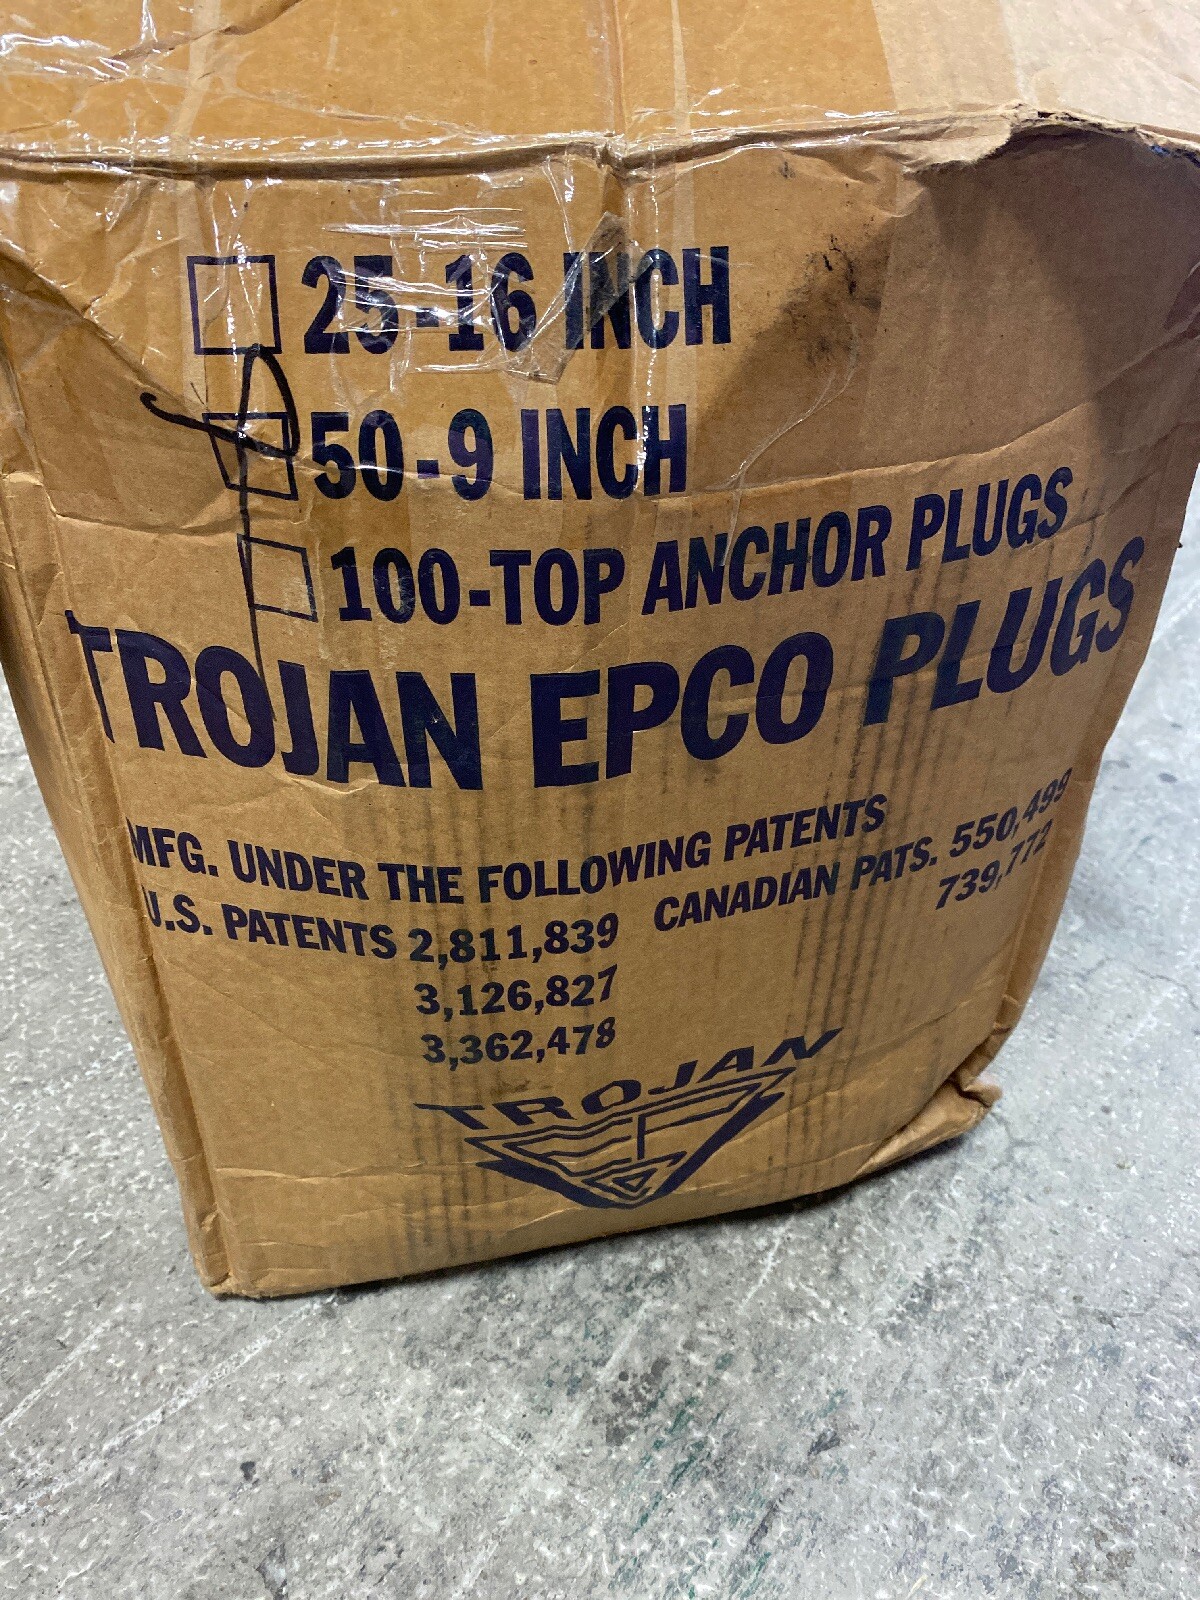 25-16 INCH
50-9 INCH
100-TOP ANCHOR PLUGS
TROJAN EPCO PLUGS
MFG. UNDER THE FOLLOWING PATENTS
U.S. PATENTS 2,811,839 CANADIAN PATS. 550,499
3,126,827 739,772
3,362,478
TROJAN